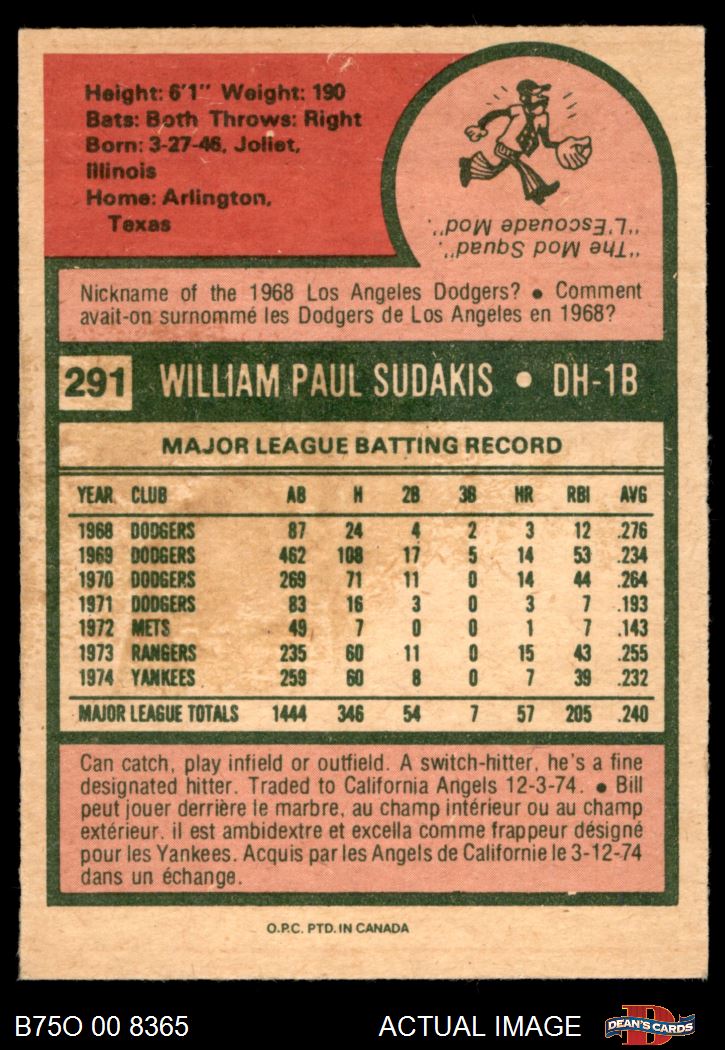 Height: 6'1" Weight: 190
Bats: Both Throws: Right
Born: 3-27-46, Joliet,
Illinois
Home: Arlington,
Texas
"The Mod Squad".
"L'Escouade Mod".
Nickname of the 1968 Los Angeles Dodgers? ● Comment
avait-on surnommé les Dodgers de Los Angeles en 1968?
291 WILLIAM PAUL SUDAKIS • DH-1B
MAJOR LEAGUE BATTING RECORD
YEAR CLUB AB H 2B 3B HR RBI AVG
1968 DODGERS 87 24 4 2 3 12 .276
1969 DODGERS 462 108 17 5 14 53 .234
1970 DODGERS 269 71 11 0 14 44 .264
1971 DODGERS 83 16 3 0 3 7 .193
1972 METS 49 7 0 0 1 7 .143
1973 RANGERS 235 60 11 0 15 43 .255
1974 YANKEES 259 60 8 0 7 39 .232
MAJOR LEAGUE TOTALS 1444 346 54 7 57 205 .240
Can catch, play infield or outfield. A switch-hitter, he's a fine
designated hitter. Traded to California Angels 12-3-74. ● Bill
peut jouer derrière le marbre, au champ intérieur ou au champ
extérieur. il est ambidextre et excella comme frappeur désigné
pour les Yankees. Acquis par les Angels de Californie le 3-12-74
dans un échange.
O.P.C. PTD. IN CANADA
B75O 00 8365 ACTUAL IMAGE
DEAN'S CARDS